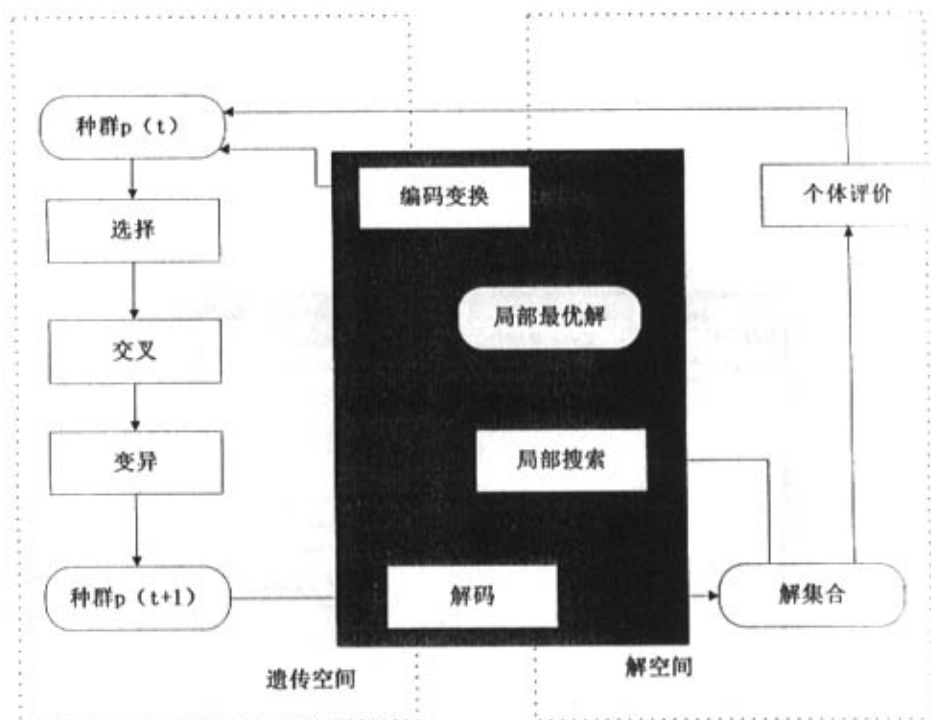 种群p（t）
选择
交叉
变异
种群p（t+1）
编码变换
局部最优解
局部搜索
解码
个体评价
解集合
遗传空间
解空间